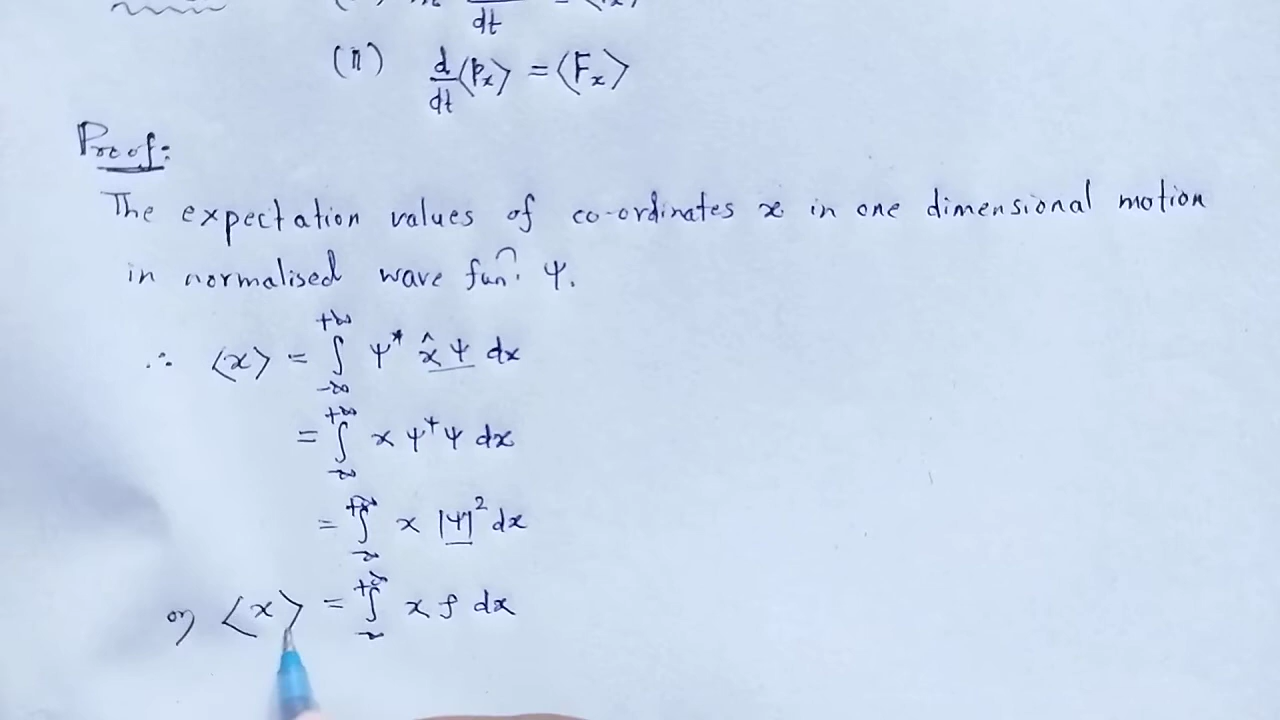 dt
(II) d/dt ⟨Px⟩ = ⟨Fx⟩
Proof:
The expectation values of co-ordinates x in one dimensional motion
in normalised wave fun⌒. ψ.
∴ ⟨x⟩ = ∫_{-∞}^{+∞} ψ* x̂ ψ dx
= ∫_{-∞}^{+∞} x ψ* ψ dx
= ∫_{-∞}^{+∞} x |ψ|² dx
or ⟨x⟩ = ∫_{-∞}^{+∞} x ρ dx